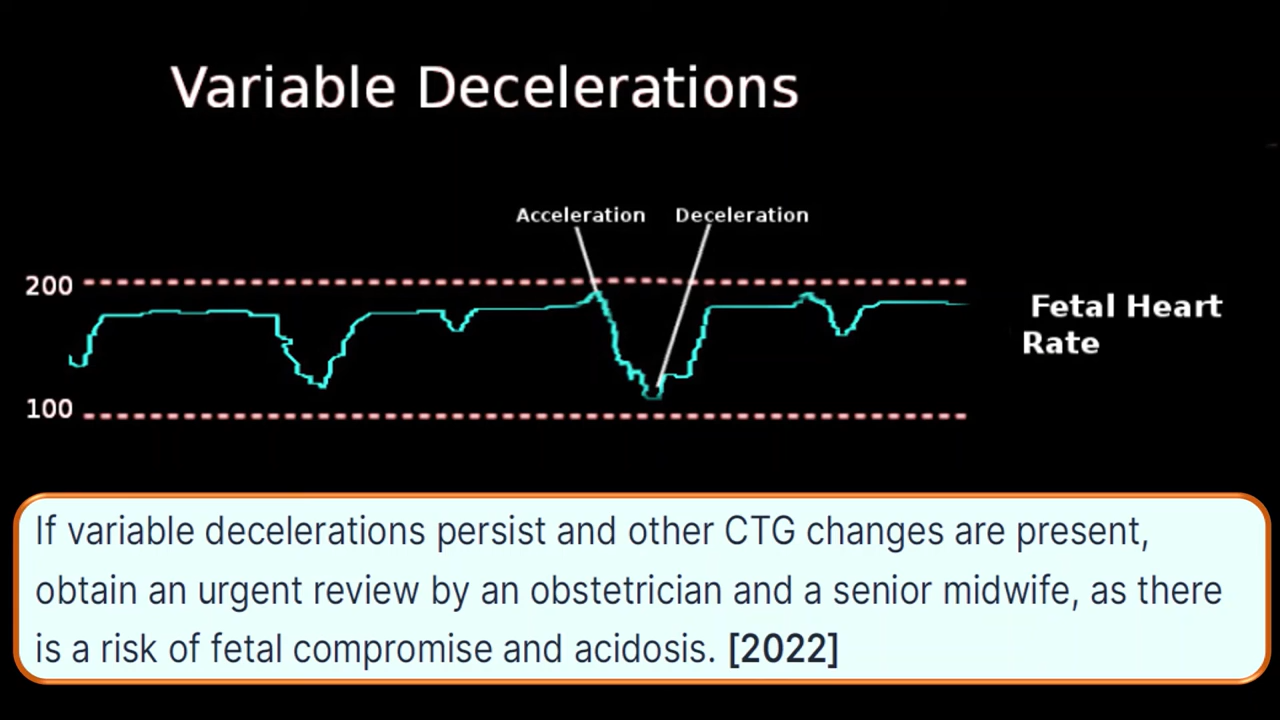 Variable Decelerations
Acceleration Deceleration
200
Fetal Heart
Rate
100
If variable decelerations persist and other CTG changes are present,
obtain an urgent review by an obstetrician and a senior midwife, as there
is a risk of fetal compromise and acidosis. [2022]